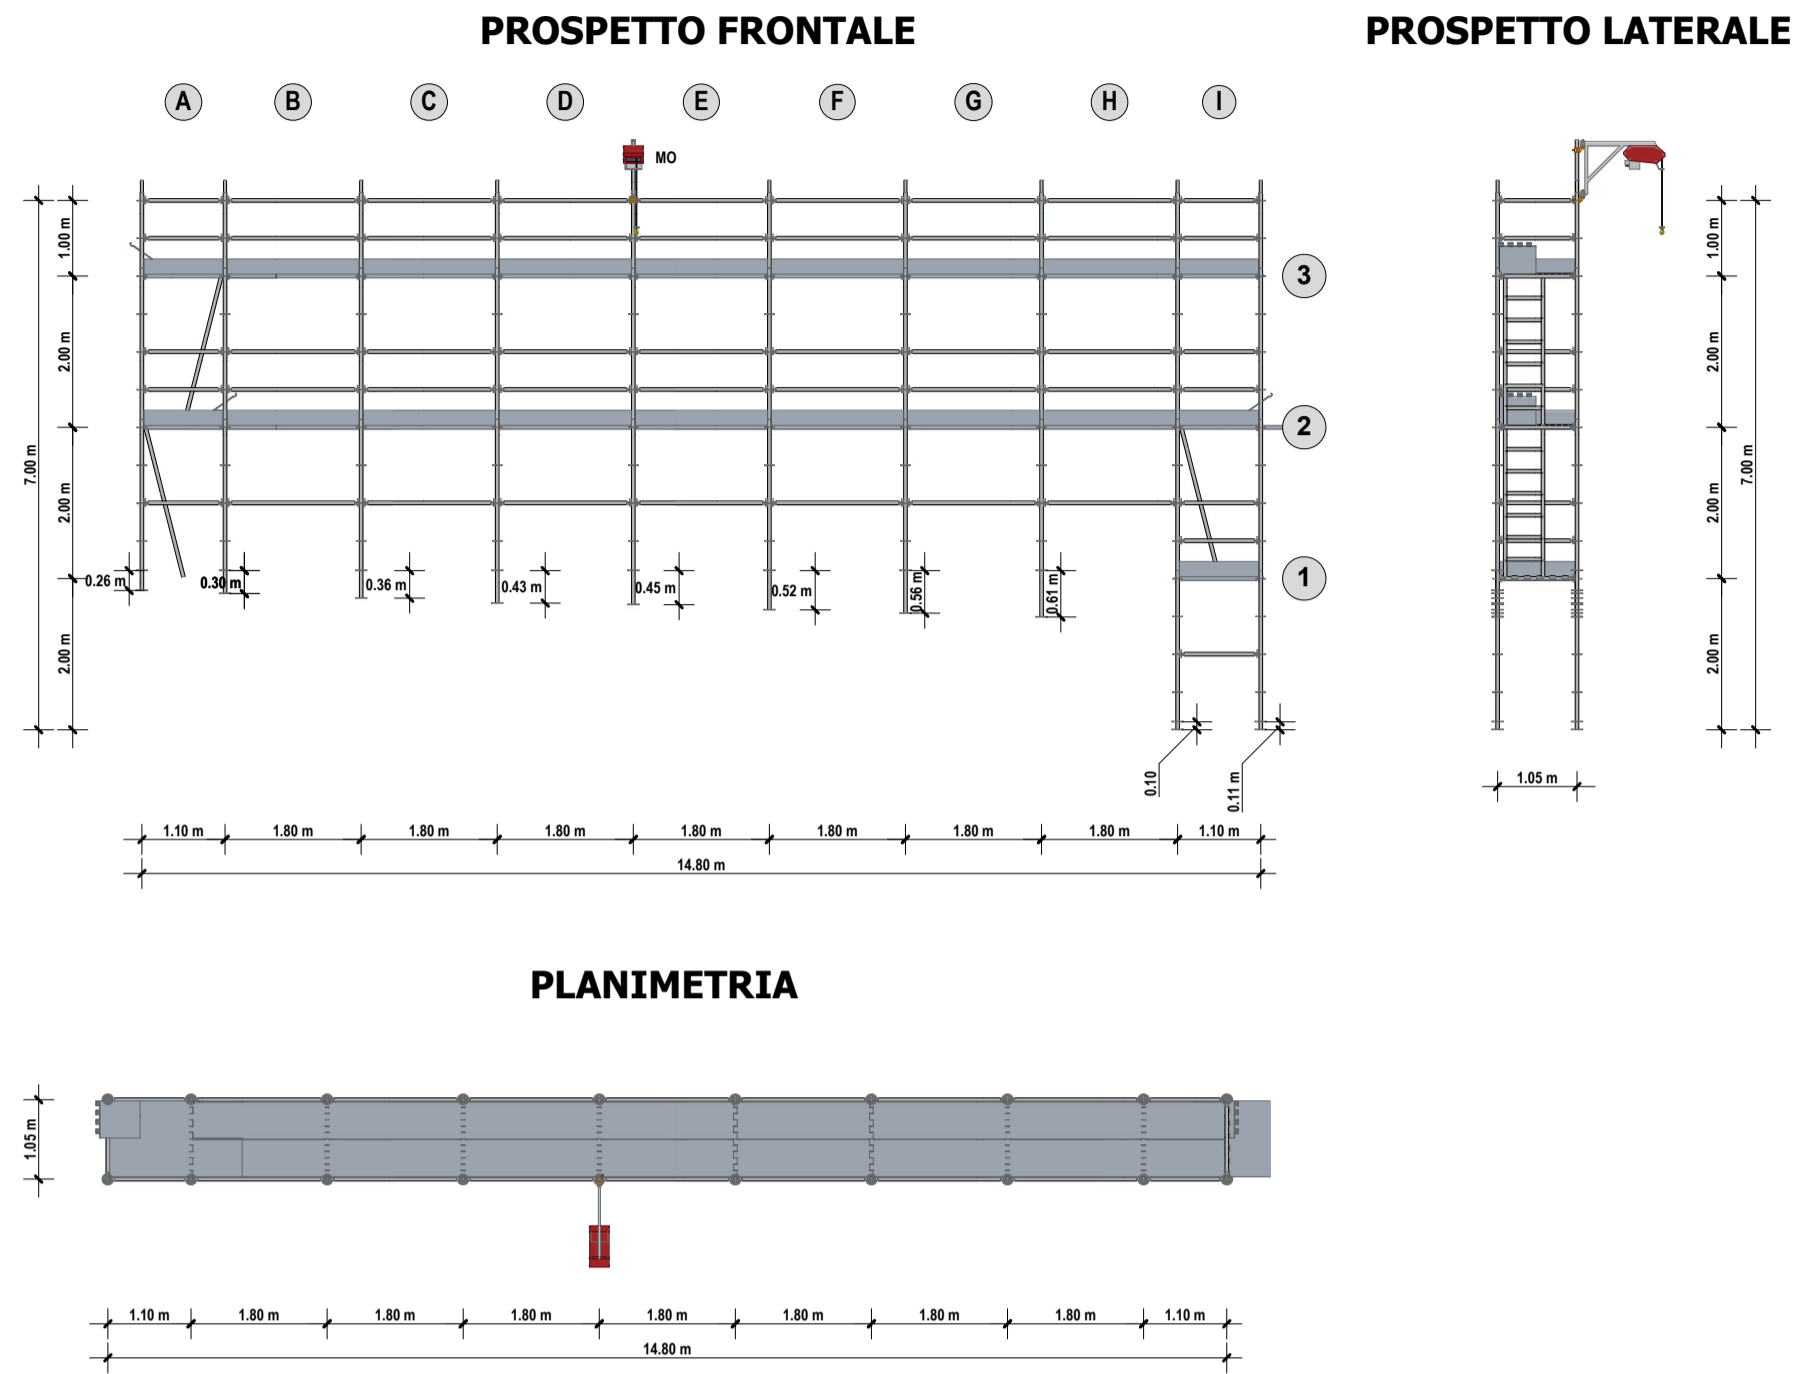 PROSPETTO FRONTALE
PROSPETTO LATERALE
A B C D E F G H I
MO
1.00 m
1.00 m
3
2.00 m
2.00 m
2
7.00 m
7.00 m
2.00 m
2.00 m
1
0.26 m
0.30 m
0.36 m
0.43 m
0.45 m
0.52 m
0.56 m
0.61 m
2.00 m
2.00 m
0.10
0.11 m
1.05 m
1.10 m 1.80 m 1.80 m 1.80 m 1.80 m 1.80 m 1.80 m 1.80 m 1.10 m
14.80 m
PLANIMETRIA
1.05 m
1.10 m 1.80 m 1.80 m 1.80 m 1.80 m 1.80 m 1.80 m 1.80 m 1.10 m
14.80 m